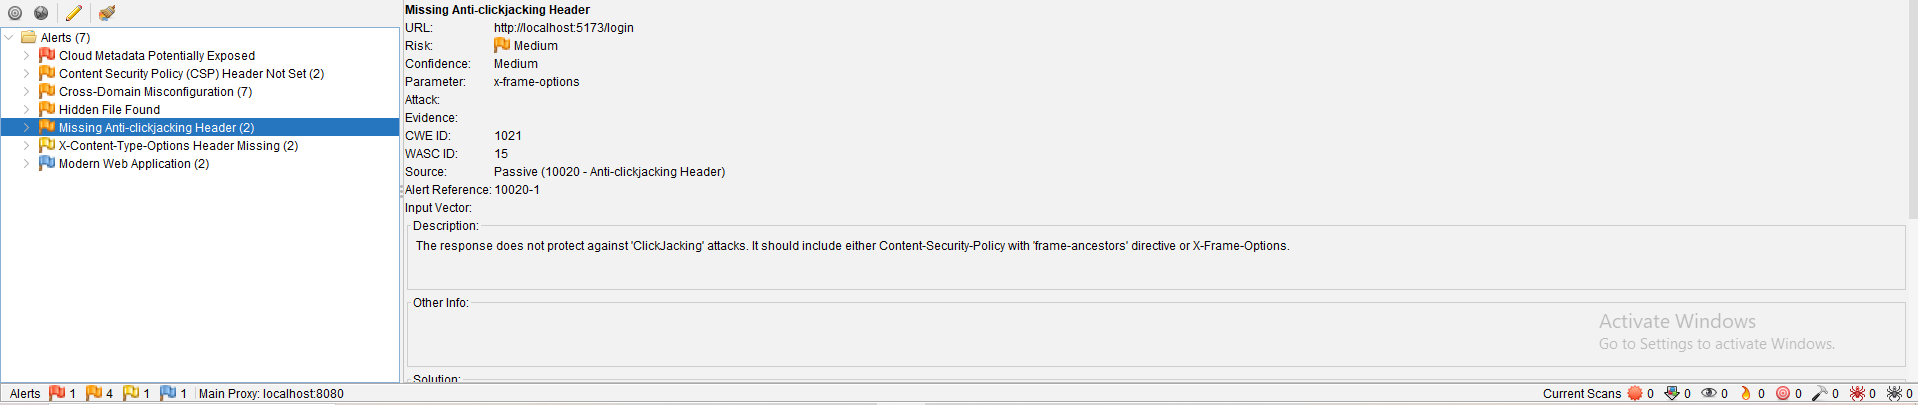 Alerts (7)
Cloud Metadata Potentially Exposed
Content Security Policy (CSP) Header Not Set (2)
Cross-Domain Misconfiguration (7)
Hidden File Found
Missing Anti-clickjacking Header (2)
X-Content-Type-Options Header Missing (2)
Modern Web Application (2)
Missing Anti-clickjacking Header
URL: http://localhost:5173/login
Risk: Medium
Confidence: Medium
Parameter: x-frame-options
Attack:
Evidence:
CWE ID: 1021
WASC ID: 15
Source: Passive (10020 - Anti-clickjacking Header)
Alert Reference: 10020-1
Input Vector:
Description:
The response does not protect against 'ClickJacking' attacks. It should include either Content-Security-Policy with 'frame-ancestors' directive or X-Frame-Options.
Other Info:
Activate Windows
Go to Settings to activate Windows.
Solution:
Alerts 1 4 1 1 Main Proxy: localhost:8080
Current Scans 0 0 0 0 0 0 0 0